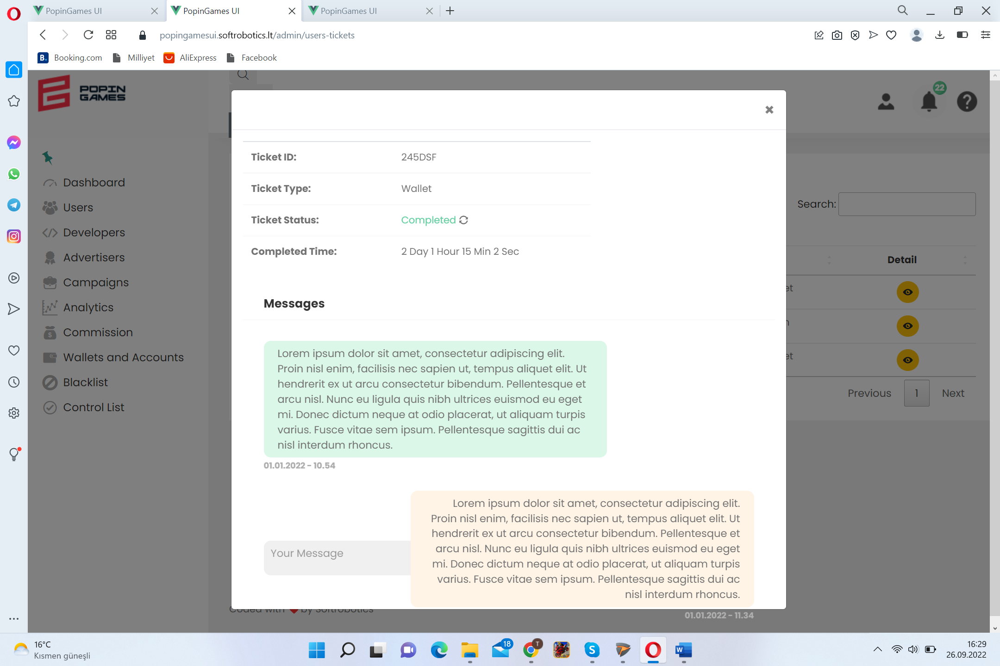 PopinGames UI
PopinGames UI
PopinGames UI
popingamesui.softrobotics.lt/admin/users-tickets
Booking.com
Milliyet
AliExpress
Facebook
POPIN
GAMES
22
Dashboard
Users
Developers
Advertisers
Campaigns
Analytics
Commission
Wallets and Accounts
Blacklist
Control List
Ticket ID: 245DSF
Ticket Type: Wallet
Ticket Status: Completed
Completed Time: 2 Day 1 Hour 15 Min 2 Sec
Messages
Lorem ipsum dolor sit amet, consectetur adipiscing elit.
Proin nisl enim, facilisis nec sapien ut, tempus aliquet elit. Ut
hendrerit ex ut arcu consectetur bibendum. Pellentesque et
arcu nisl. Nunc eu ligula quis nibh ultrices euismod eu eget
mi. Donec dictum neque at odio placerat, ut aliquam turpis
varius. Fusce vitae sem ipsum. Pellentesque sagittis dui ac
nisl interdum rhoncus.
01.01.2022 - 10.54
Lorem ipsum dolor sit amet, consectetur adipiscing elit.
Proin nisl enim, facilisis nec sapien ut, tempus aliquet elit. Ut
hendrerit ex ut arcu consectetur bibendum. Pellentesque et
arcu nisl. Nunc eu ligula quis nibh ultrices euismod eu eget
mi. Donec dictum neque at odio placerat, ut aliquam turpis
varius. Fusce vitae sem ipsum. Pellentesque sagittis dui ac
nisl interdum rhoncus.
01.01.2022 - 11.34
Your Message
Search:
Detail
et
n
et
Previous 1 Next
Coded with by Softrobotics
16°C
Kısmen güneşli
18
T
16:29
26.09.2022